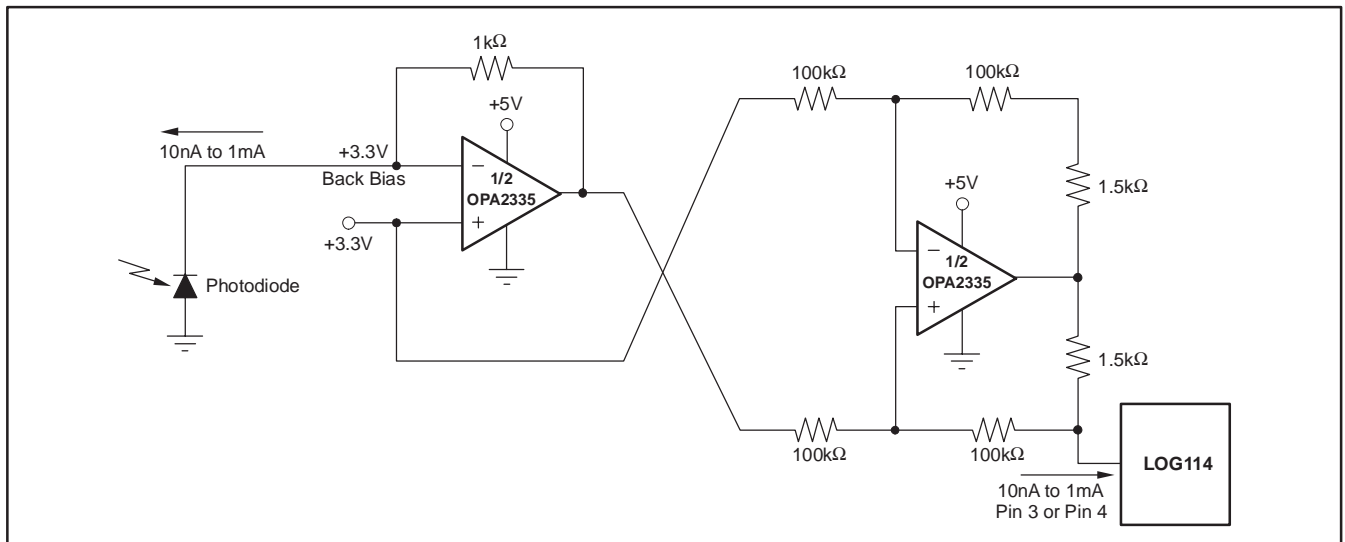 1kΩ
+5V
10nA to 1mA
+3.3V
Back Bias
−
1/2
OPA2335
+
+3.3V
Photodiode
100kΩ
100kΩ
1.5kΩ
+5V
−
1/2
OPA2335
+
1.5kΩ
100kΩ
100kΩ
10nA to 1mA
Pin 3 or Pin 4
LOG114